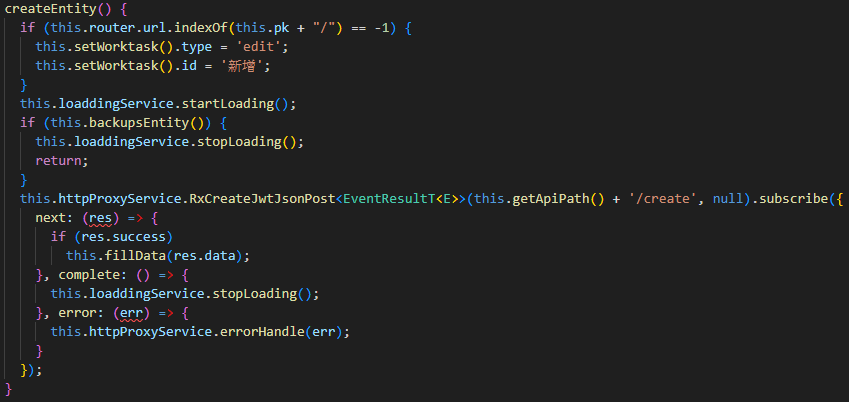 createEntity() {
if (this.router.url.indexOf(this.pk + "/") == -1) {
this.setWorktask().type = 'edit';
this.setWorktask().id = '新增';
}
this.loaddingService.startLoading();
if (this.backupsEntity()) {
this.loaddingService.stopLoading();
return;
}
this.httpProxyService.RxCreateJwtJsonPost<EventResultT<E>>(this.getApiPath() + '/create', null).subscribe({
next: (res) => {
if (res.success)
this.fillData(res.data);
}, complete: () => {
this.loaddingService.stopLoading();
}, error: (err) => {
this.httpProxyService.errorHandle(err);
}
});
}